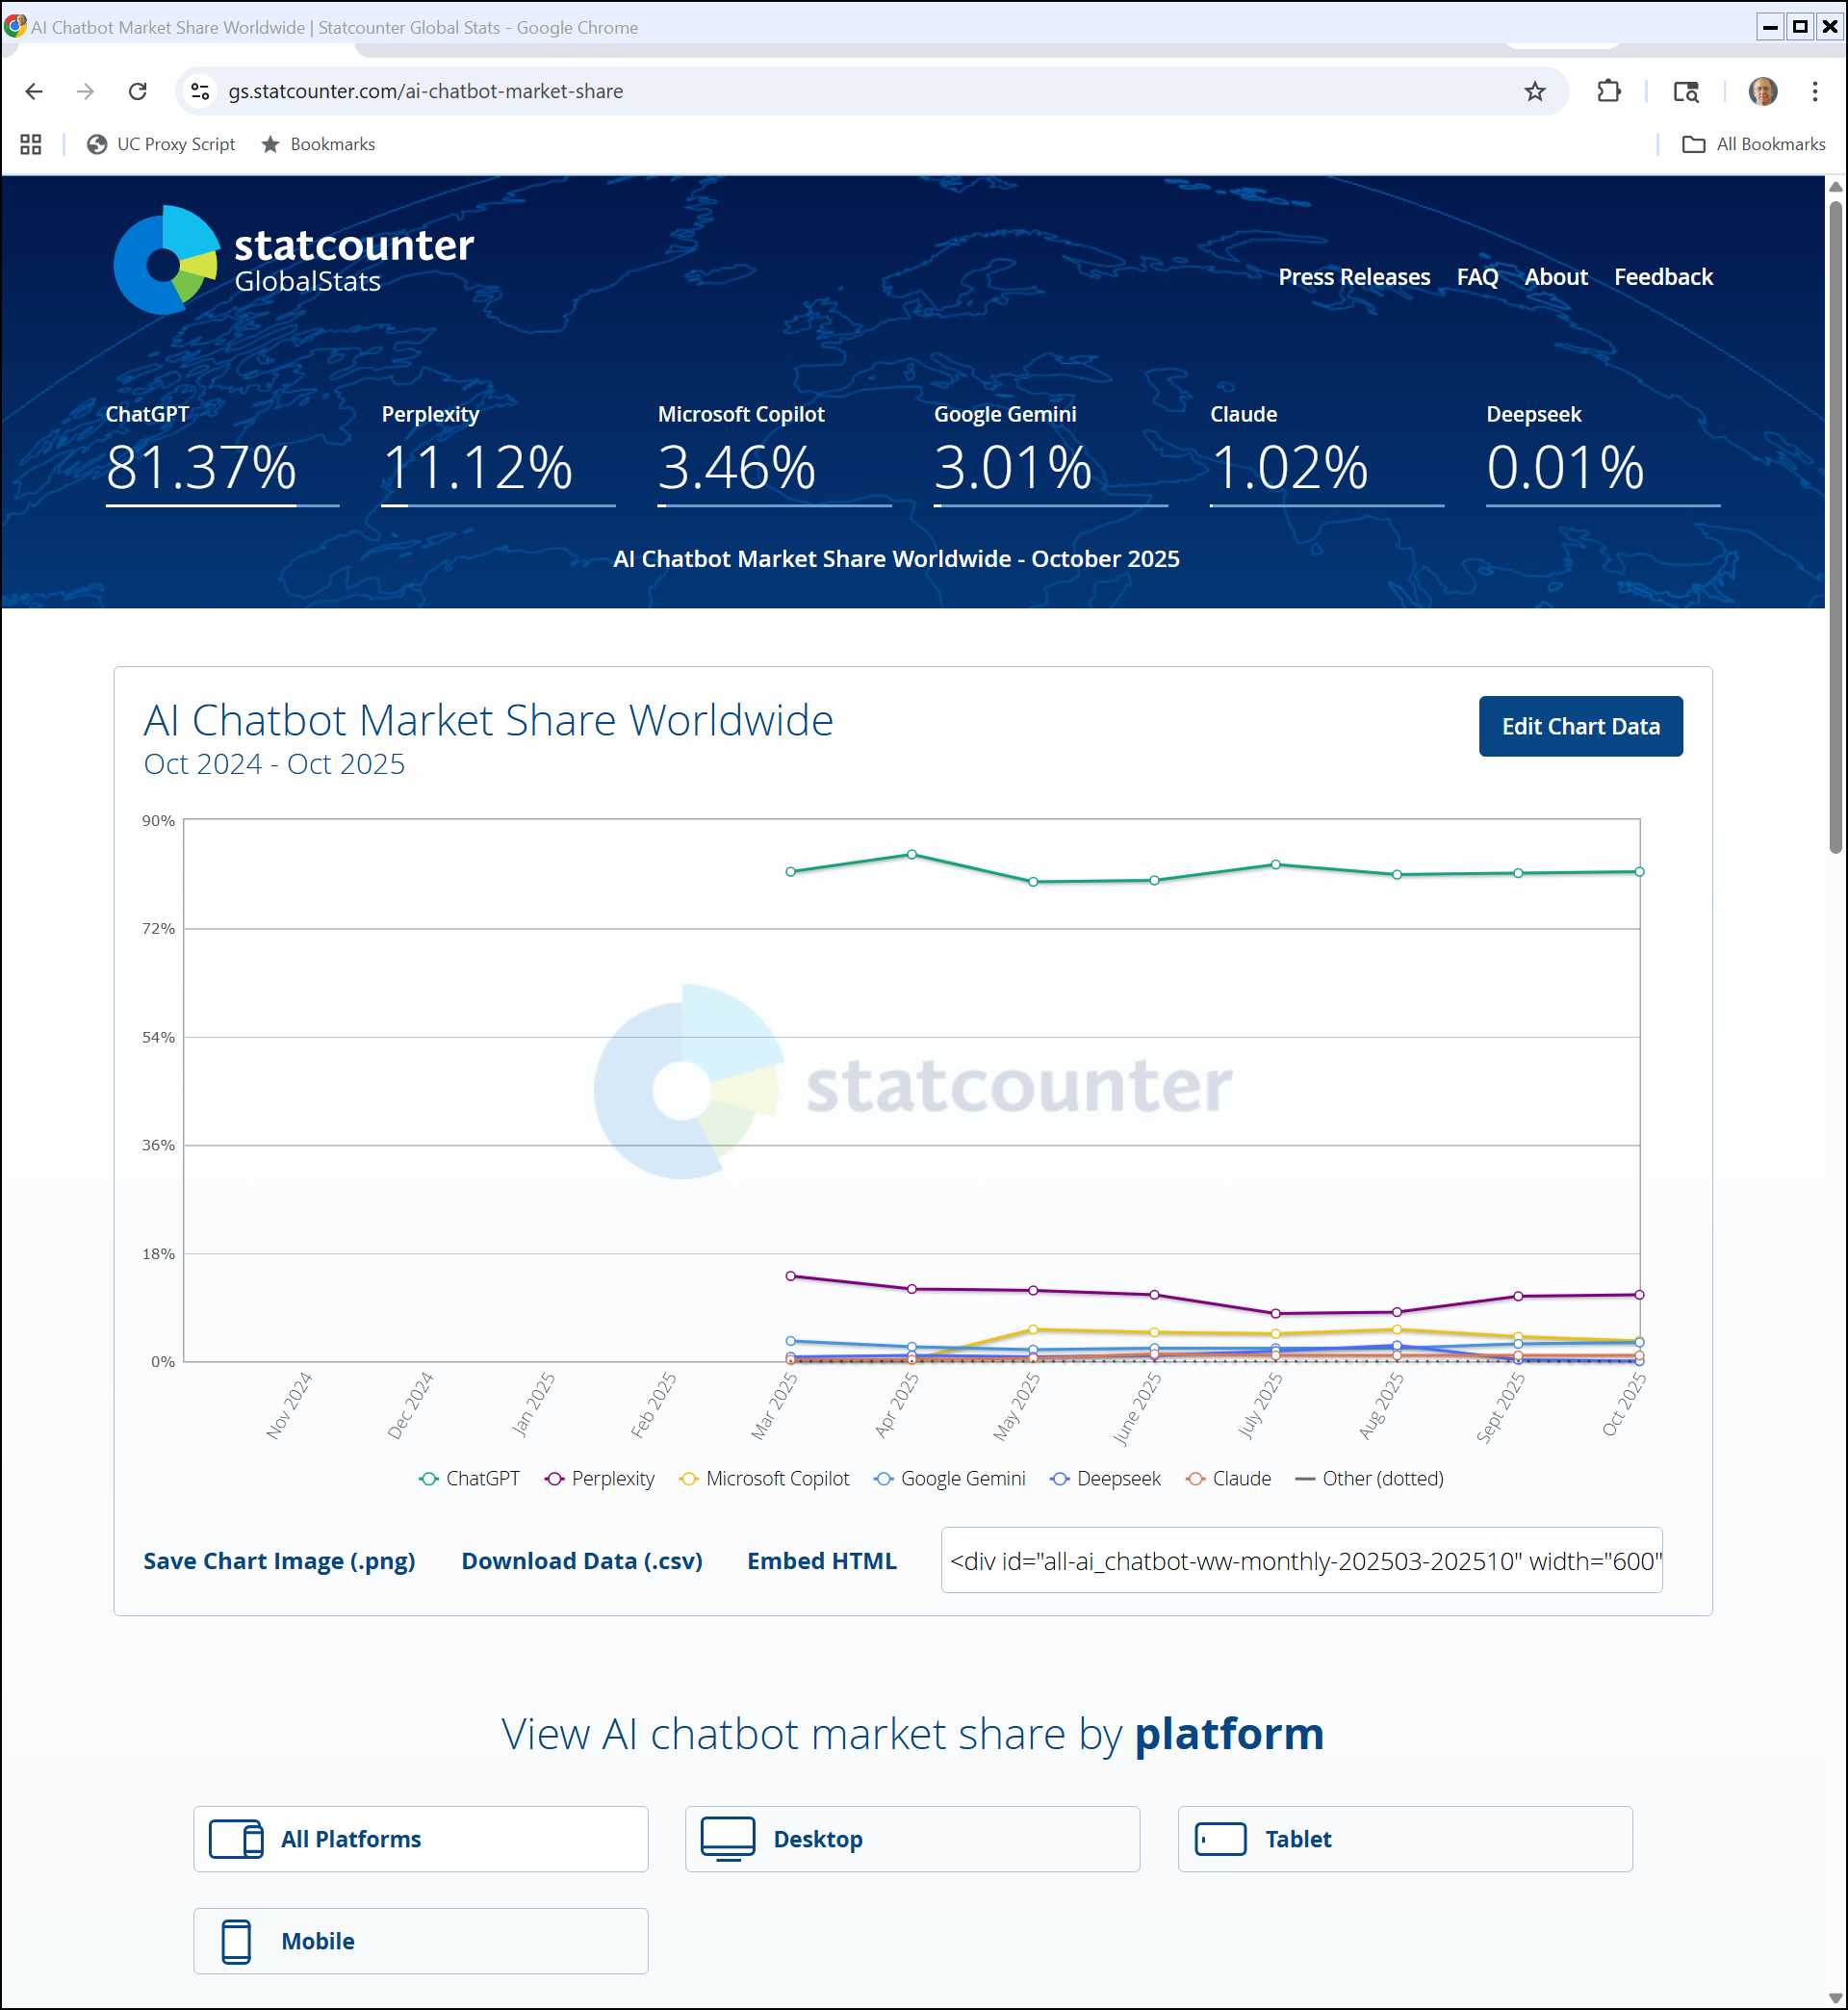 AI Chatbot Market Share Worldwide | Statcounter Global Stats - Google Chrome
gs.statcounter.com/ai-chatbot-market-share
UC Proxy Script Bookmarks All Bookmarks
statcounter
GlobalStats
Press Releases FAQ About Feedback
ChatGPT Perplexity Microsoft Copilot Google Gemini Claude Deepseek
81.37% 11.12% 3.46% 3.01% 1.02% 0.01%
AI Chatbot Market Share Worldwide - October 2025
AI Chatbot Market Share Worldwide
Edit Chart Data
Oct 2024 - Oct 2025
90%
72%
54%
statcounter
36%
18%
0%
Nov 2024 Dec 2024 Jan 2025 Feb 2025 Mar 2025 Apr 2025 May 2025 June 2025 July 2025 Aug 2025 Sept 2025 Oct 2025
ChatGPT Perplexity Microsoft Copilot Google Gemini Deepseek Claude Other (dotted)
Save Chart Image (.png) Download Data (.csv) Embed HTML <div id="all-ai_chatbot-ww-monthly-202503-202510" width="600"
View AI chatbot market share by platform
All Platforms Desktop Tablet
Mobile